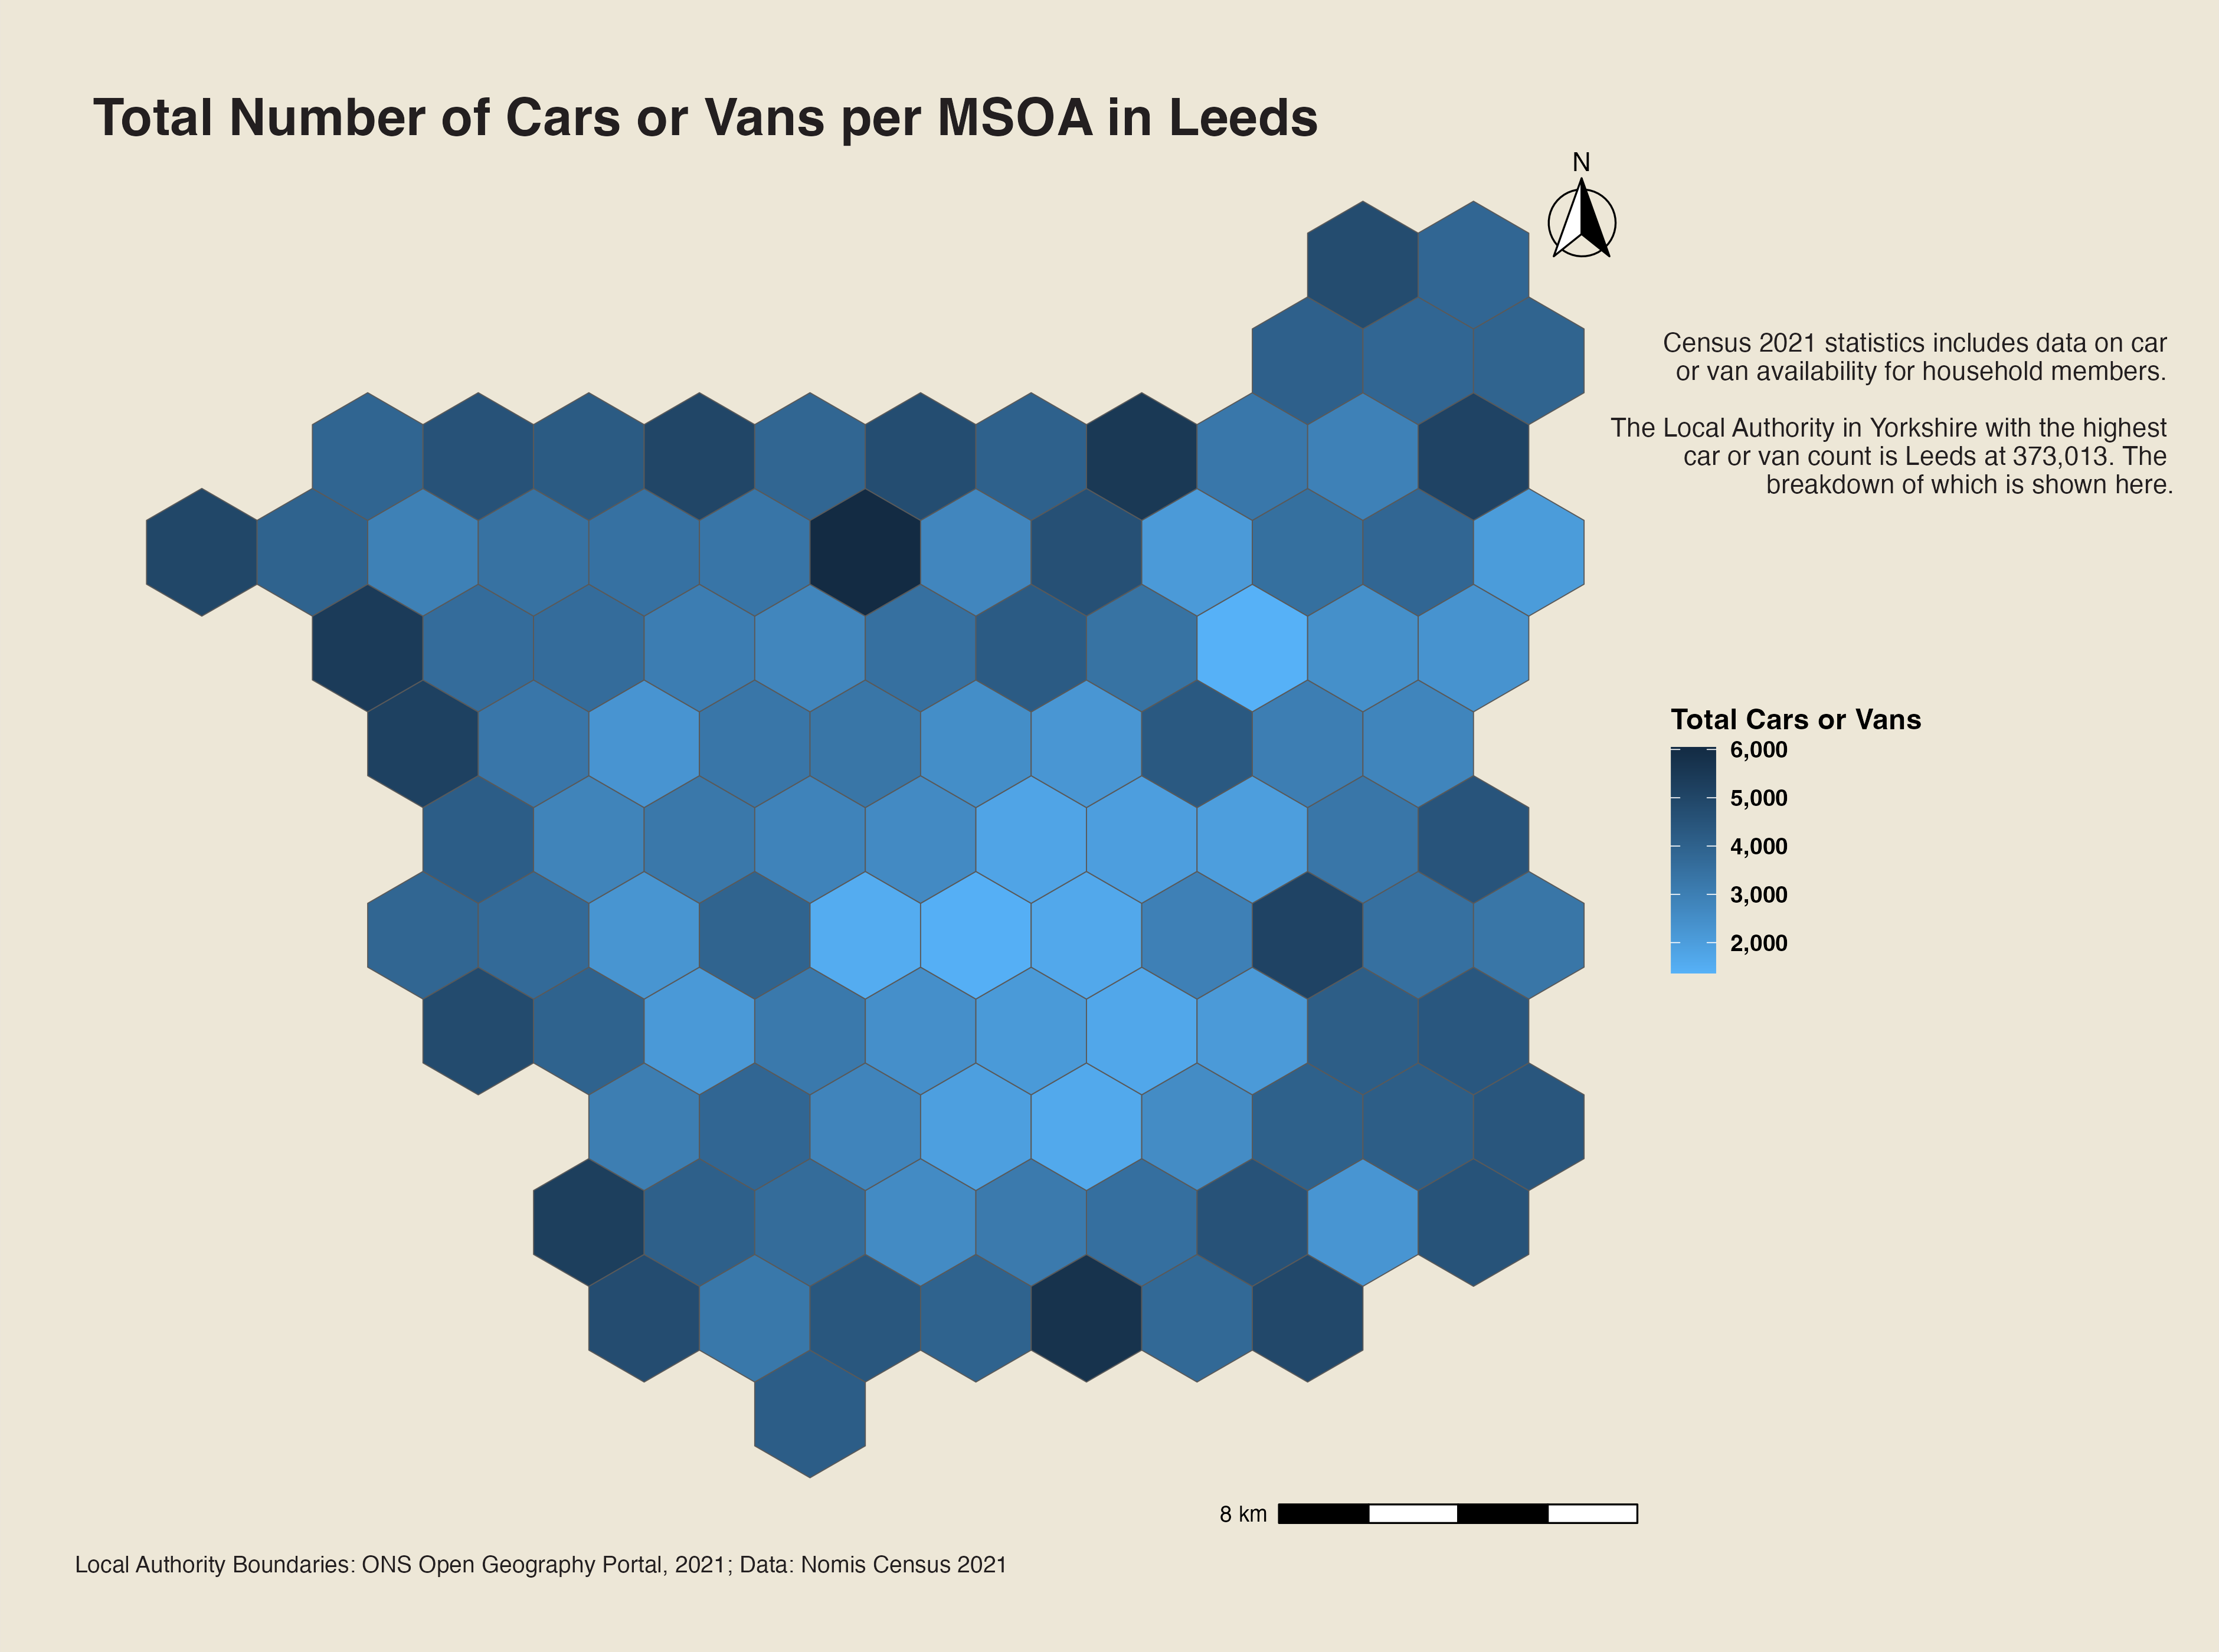 Total Number of Cars or Vans per MSOA in Leeds
N
Census 2021 statistics includes data on car
or van availability for household members.
The Local Authority in Yorkshire with the highest
car or van count is Leeds at 373,013. The
breakdown of which is shown here.
Total Cars or Vans
6,000
5,000
4,000
3,000
2,000
8 km
Local Authority Boundaries: ONS Open Geography Portal, 2021; Data: Nomis Census 2021